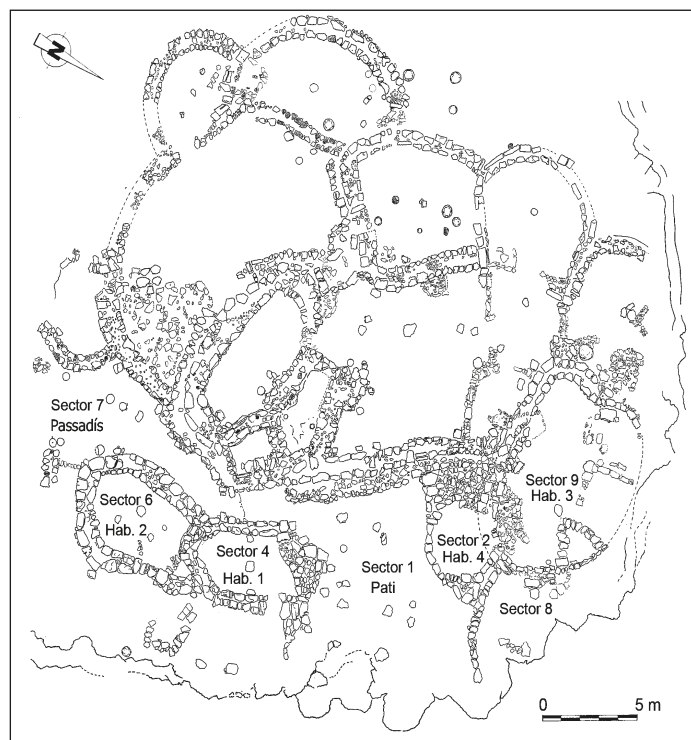 N
Sector 7
Passadís
Sector 6
Hab. 2
Sector 4
Hab. 1
Sector 1
Pati
Sector 2
Hab. 4
Sector 9
Hab. 3
Sector 8
0 5 m